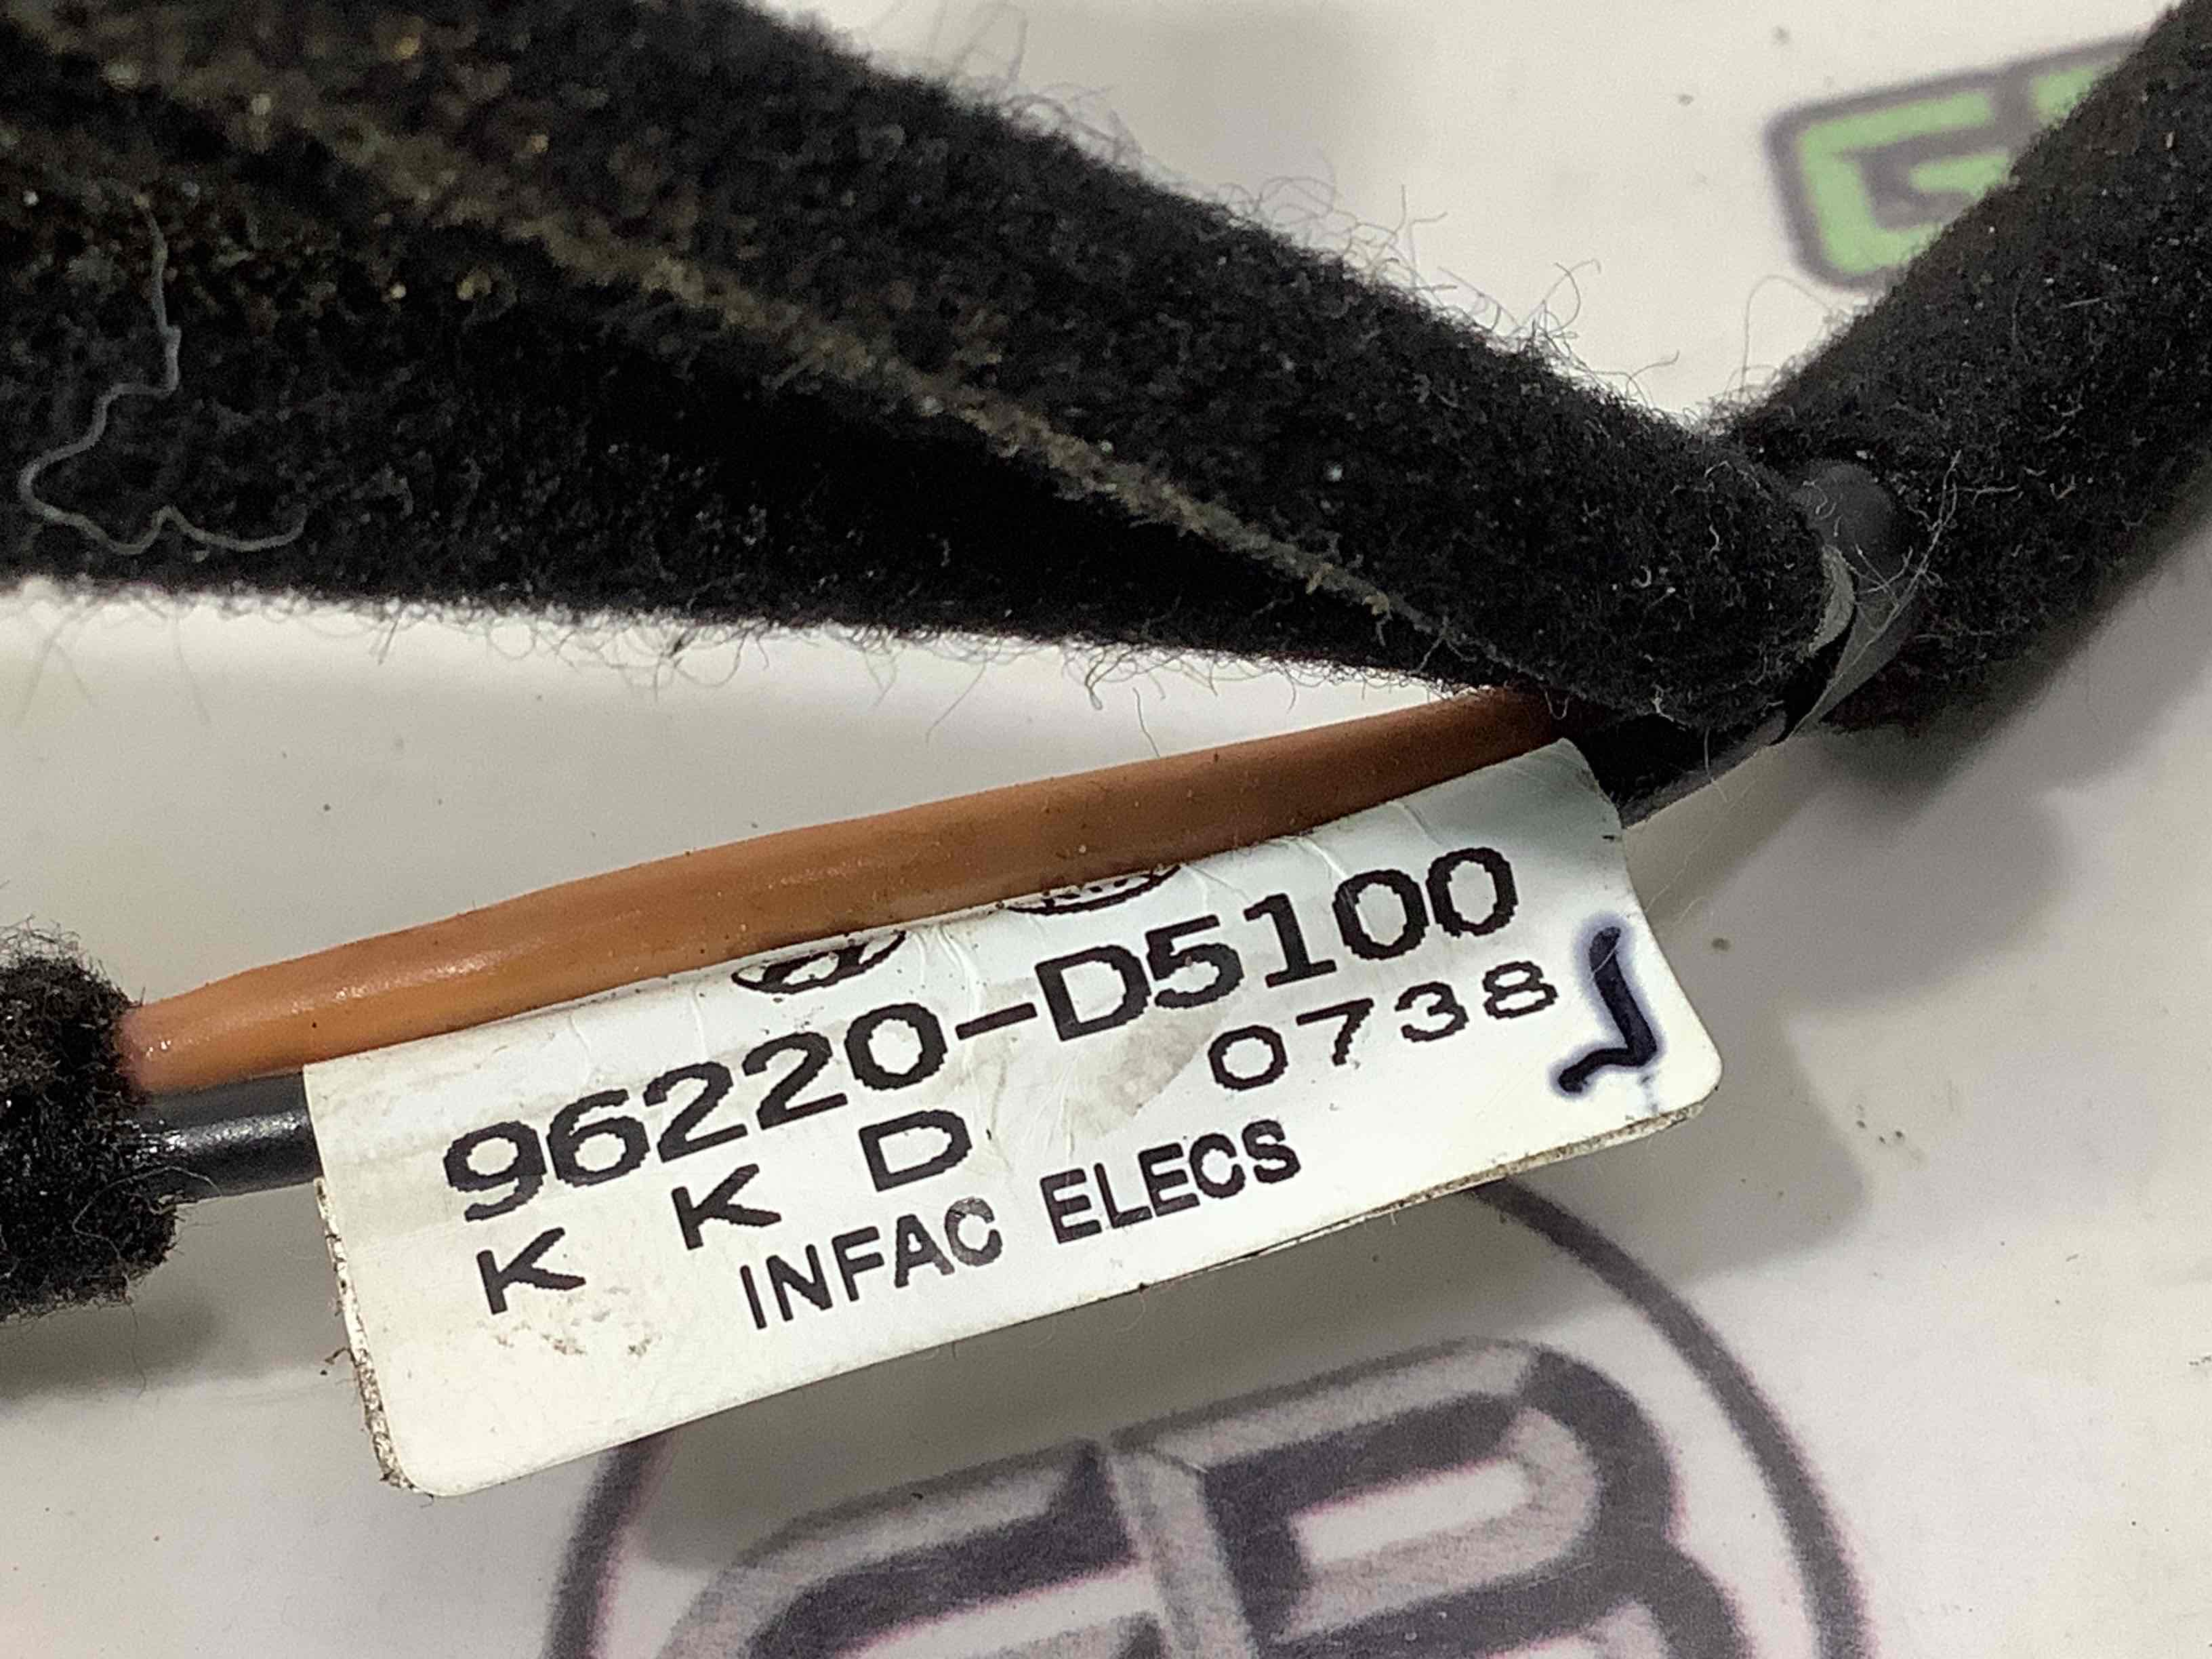 96220-D5100
0738
K K D
INFAC ELECS